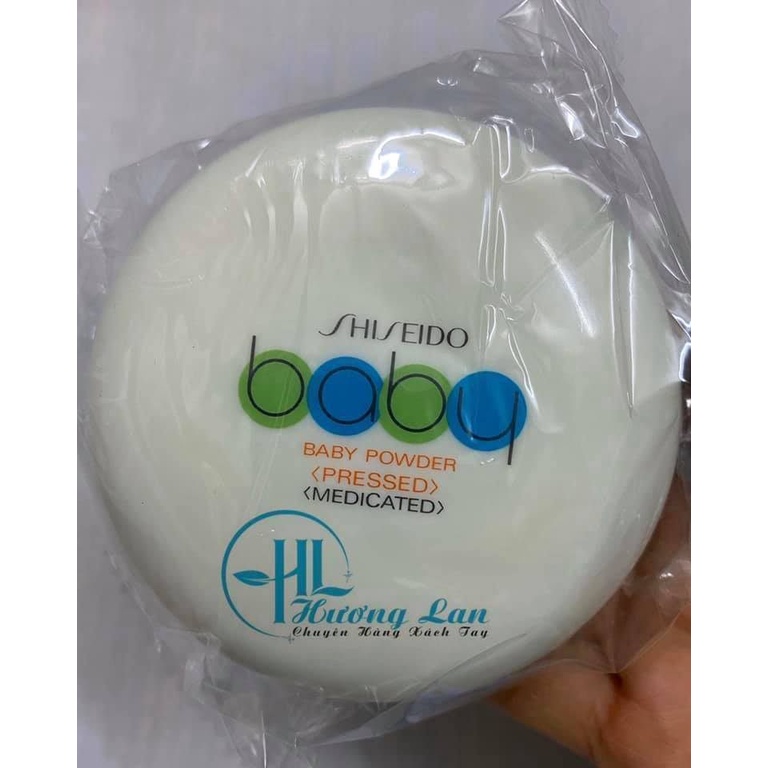 SHISEIDO
baby
BABY POWDER
〈PRESSED〉
〈MEDICATED〉
HL
Hương Lan
Chuyên Hàng Xách Tay